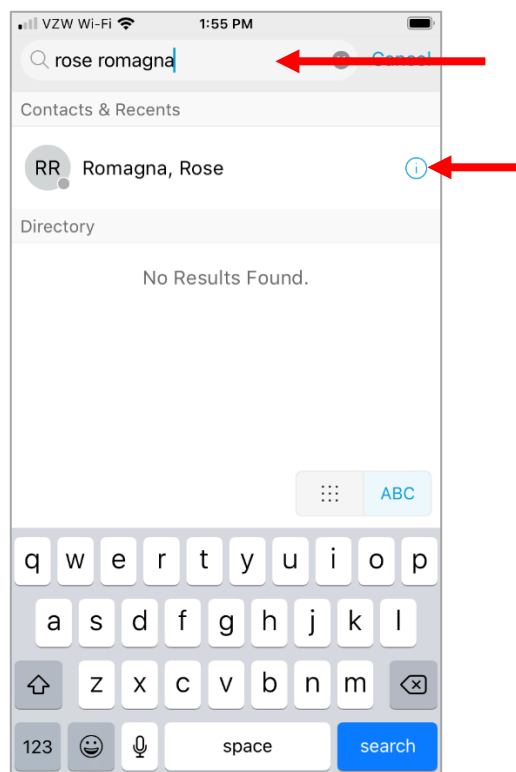 VZW Wi-Fi 1:55 PM
rose romagna Cancel
Contacts & Recents
RR Romagna, Rose i
Directory
No Results Found.
ABC
q w e r t y u i o p
a s d f g h j k l
z x c v b n m
123 space search